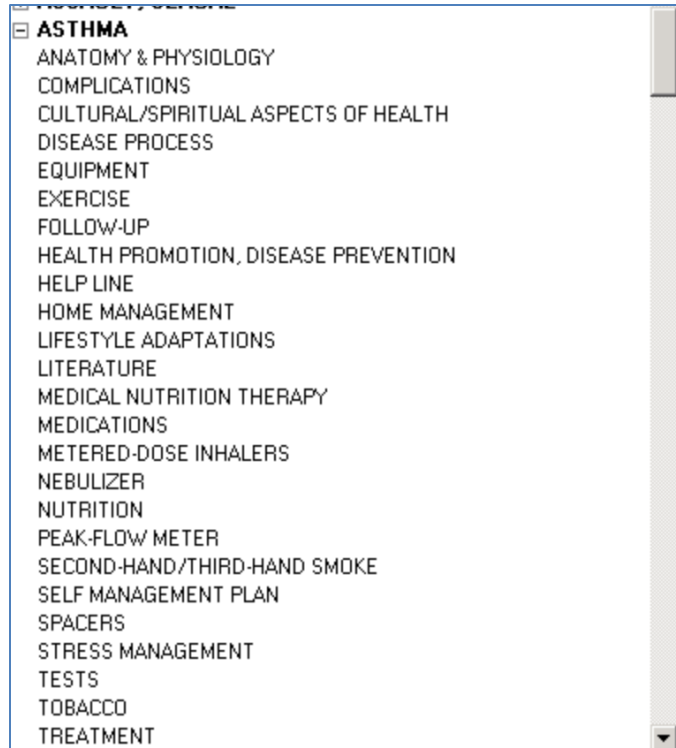 ASTHMA
ANATOMY & PHYSIOLOGY
COMPLICATIONS
CULTURAL/SPIRITUAL ASPECTS OF HEALTH
DISEASE PROCESS
EQUIPMENT
EXERCISE
FOLLOW-UP
HEALTH PROMOTION, DISEASE PREVENTION
HELP LINE
HOME MANAGEMENT
LIFESTYLE ADAPTATIONS
LITERATURE
MEDICAL NUTRITION THERAPY
MEDICATIONS
METERED-DOSE INHALERS
NEBULIZER
NUTRITION
PEAK-FLOW METER
SECOND-HAND/THIRD-HAND SMOKE
SELF MANAGEMENT PLAN
SPACERS
STRESS MANAGEMENT
TESTS
TOBACCO
TREATMENT